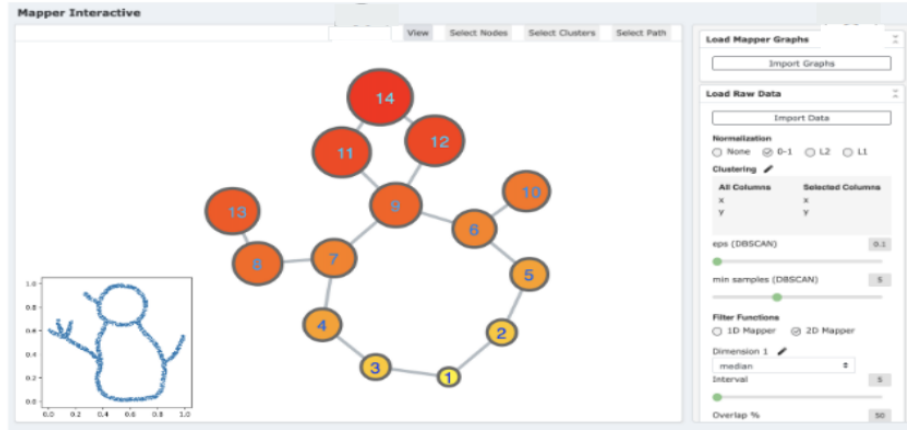 Mapper Interactive
View Select Nodes Select Clusters Select Path
14
11
12
13
9
10
8
7
6
5
4
2
3
1
1.0
0.8
0.6
0.4
0.2
0.0
0.0 0.2 0.4 0.6 0.8 1.0
Load Mapper Graphs
Import Graphs
Load Raw Data
Import Data
Normalization
None 0-1 L2 L1
Clustering
All Columns Selected Columns
x x
y y
eps (DBSCAN) 0.1
min samples (DBSCAN) 5
Filter Functions
1D Mapper 2D Mapper
Dimension 1
median
Interval 5
Overlap % 50